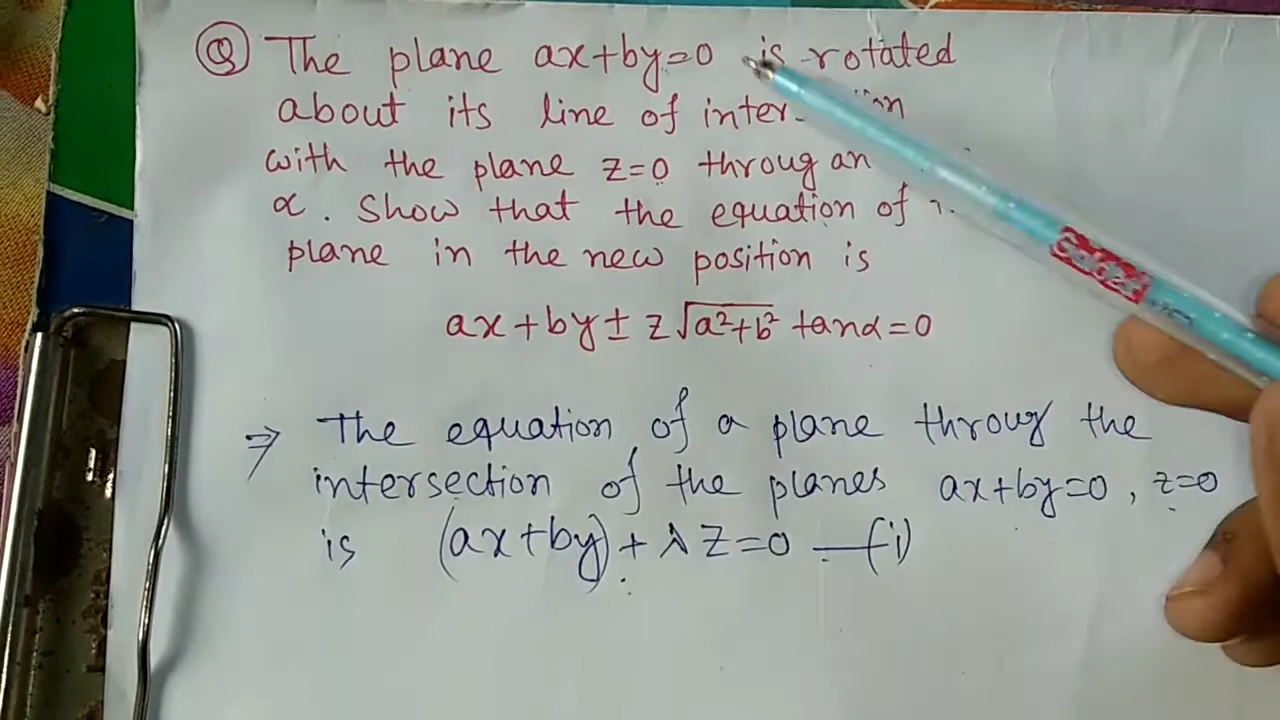 Q The plane ax+by=0 is rotated
about its line of inter-
with the plane z=0 throug an
α. Show that the equation of
plane in the new position is
ax+by± z√(a²+b²) tanα=0
⇒ The equation of a plane throug the
intersection of the planes ax+by=0, z=0
is (ax+by)+λz=0 —(i)